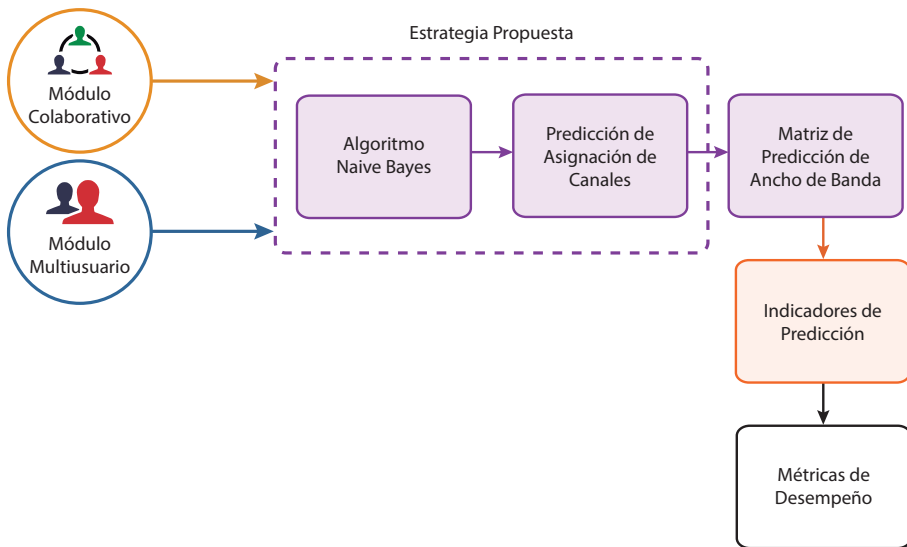 Estrategia Propuesta
Módulo
Colaborativo
Módulo
Multiusuario
Algoritmo
Naive Bayes
Predicción de
Asignación de
Canales
Matriz de
Predicción de
Ancho de Banda
Indicadores de
Predicción
Métricas de
Desempeño